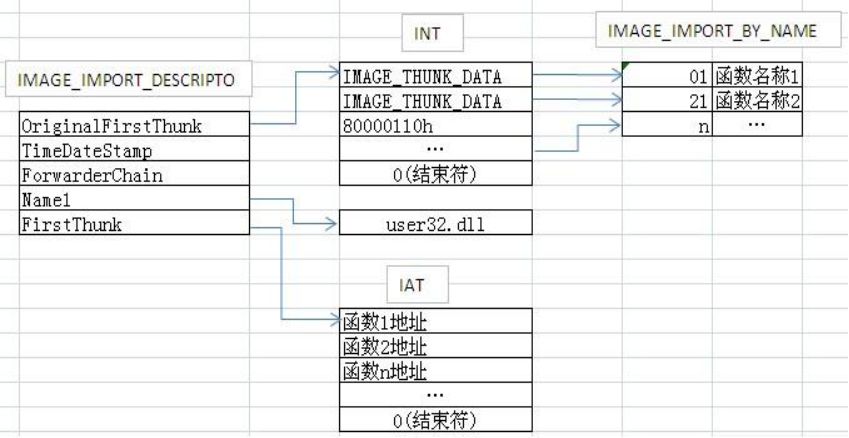 INT
IMAGE_IMPORT_BY_NAME
IMAGE_IMPORT_DESCRIPTO
OriginalFirstThunk
TimeDateStamp
ForwarderChain
Name1
FirstThunk
IMAGE_THUNK_DATA
IMAGE_THUNK_DATA
80000110h
...
0(结束符)
01 函数名称1
21 函数名称2
n ...
user32.dll
IAT
函数1地址
函数2地址
函数n地址
...
0(结束符)